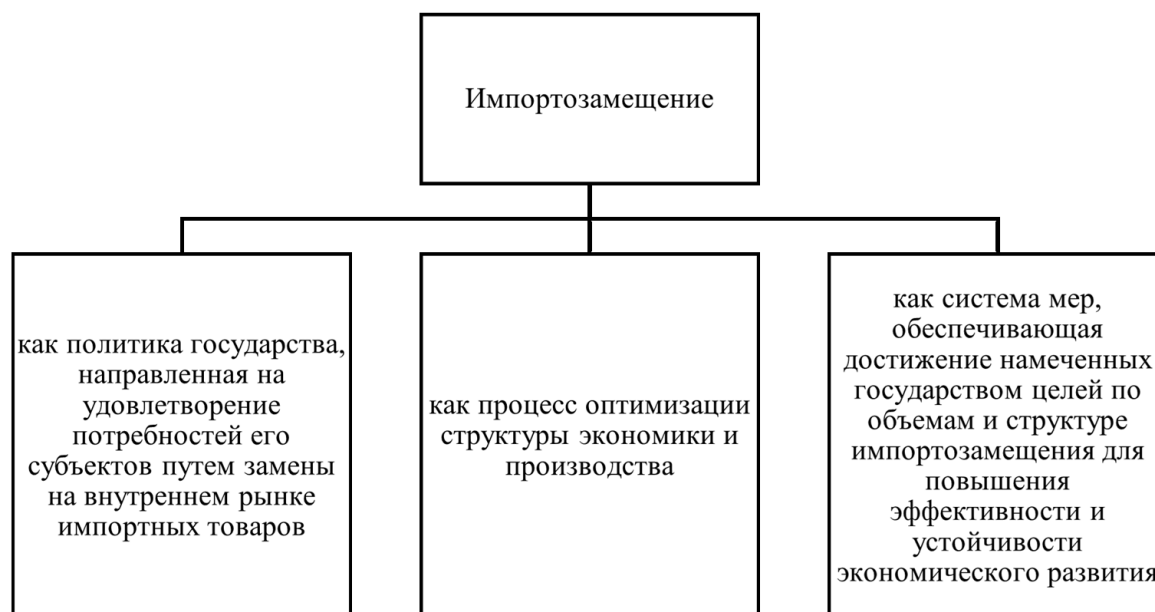 Импортозамещение
как политика государства,
направленная на
удовлетворение
потребностей его
субъектов путем замены
на внутреннем рынке
импортных товаров
как процесс оптимизации
структуры экономики и
производства
как система мер,
обеспечивающая
достижение намеченных
государством целей по
объемам и структуре
импортозамещения для
повышения
эффективности и
устойчивости
экономического развития